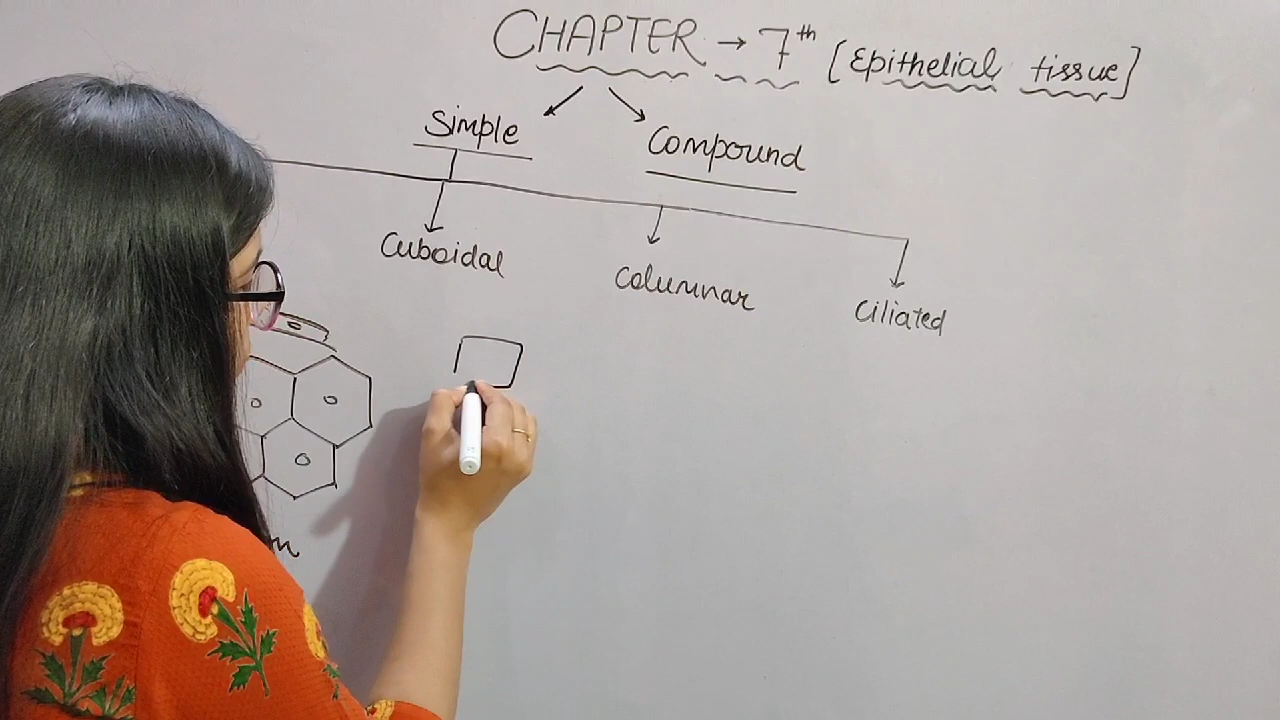 CHAPTER → 7th [Epithelial tissue]
Simple
Compound
Cuboidal
Columnar
Ciliated